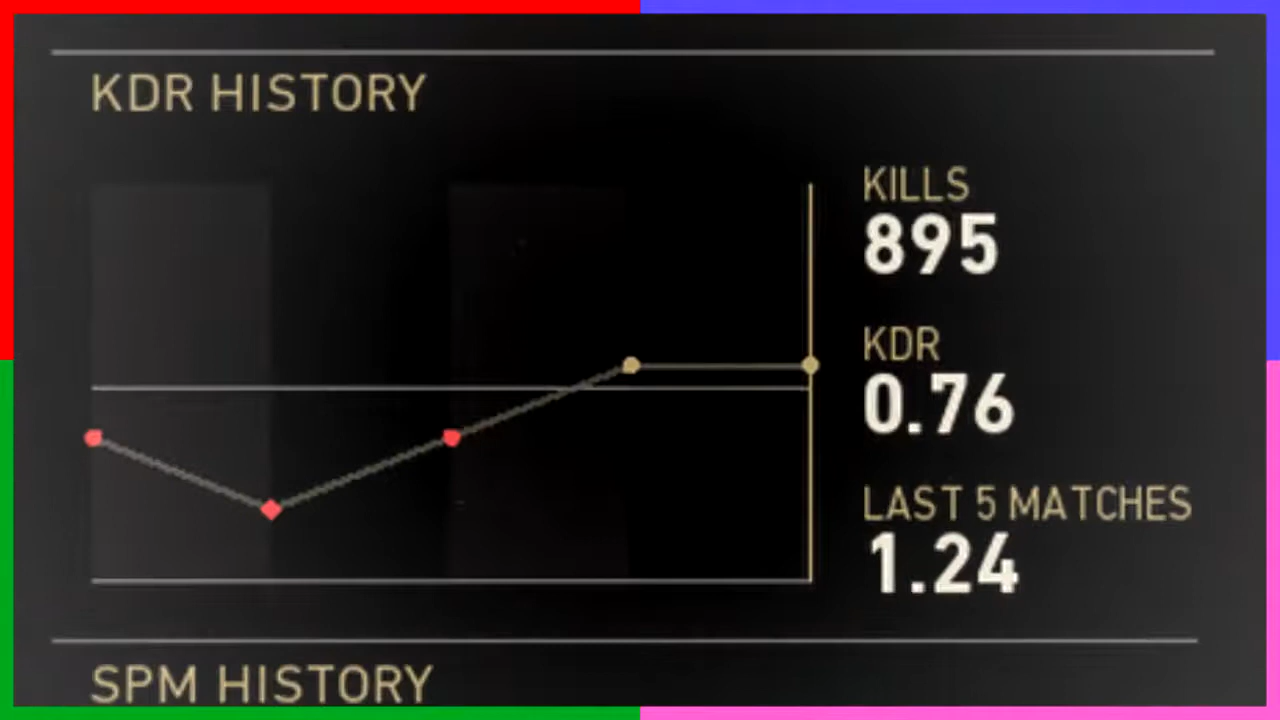 KDR HISTORY
KILLS
895
KDR
0.76
LAST 5 MATCHES
1.24
SPM HISTORY